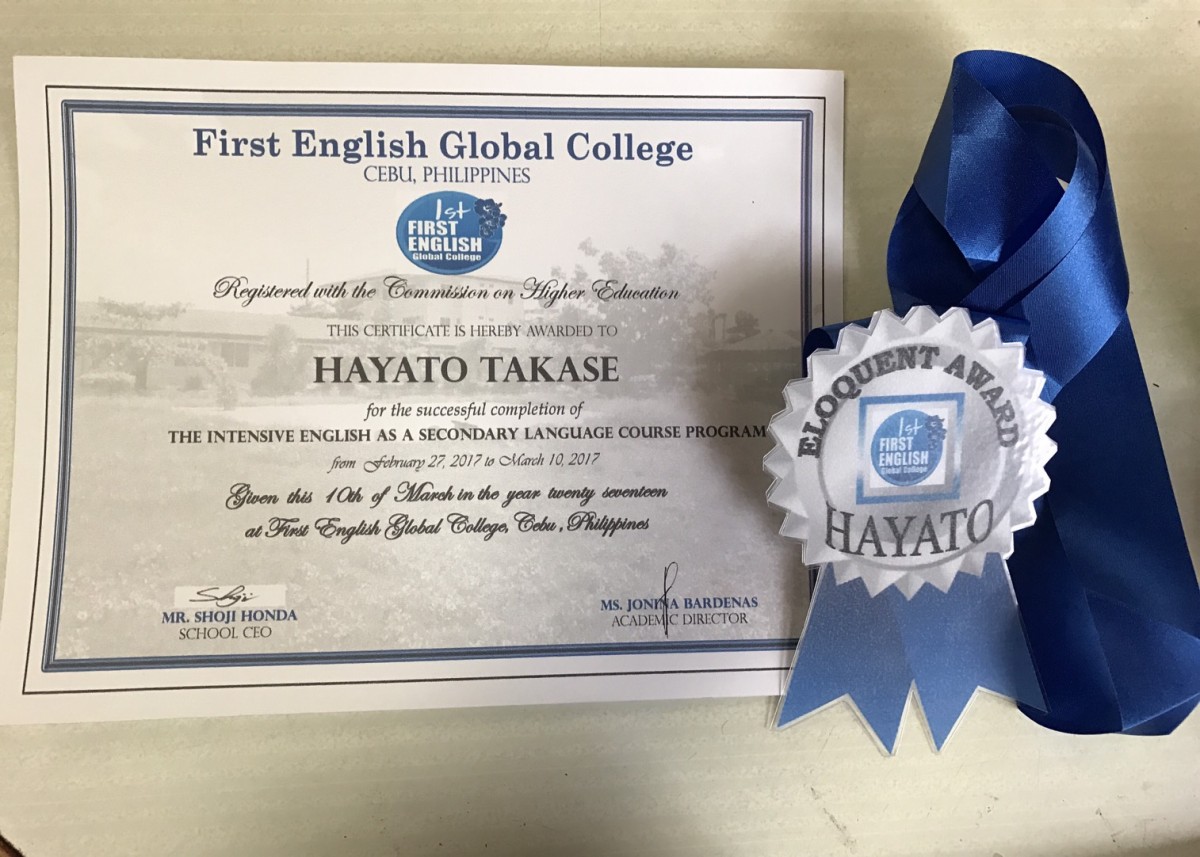 First English Global College
CEBU, PHILIPPINES
1st
FIRST
ENGLISH
Global College
Registered with the Commission on Higher Education
THIS CERTIFICATE IS HEREBY AWARDED TO
HAYATO TAKASE
for the successful completion of
THE INTENSIVE ENGLISH AS A SECONDARY LANGUAGE COURSE PROGRAM
from February 27, 2017 to March 10, 2017
Given this 10th of March in the year twenty seventeen
at First English Global College, Cebu , Philippines
MR. SHOJI HONDA
SCHOOL CEO
MS. JONINA BARDENAS
ACADEMIC DIRECTOR
ELOQUENT AWARD
1st
FIRST
ENGLISH
Global College
HAYATO